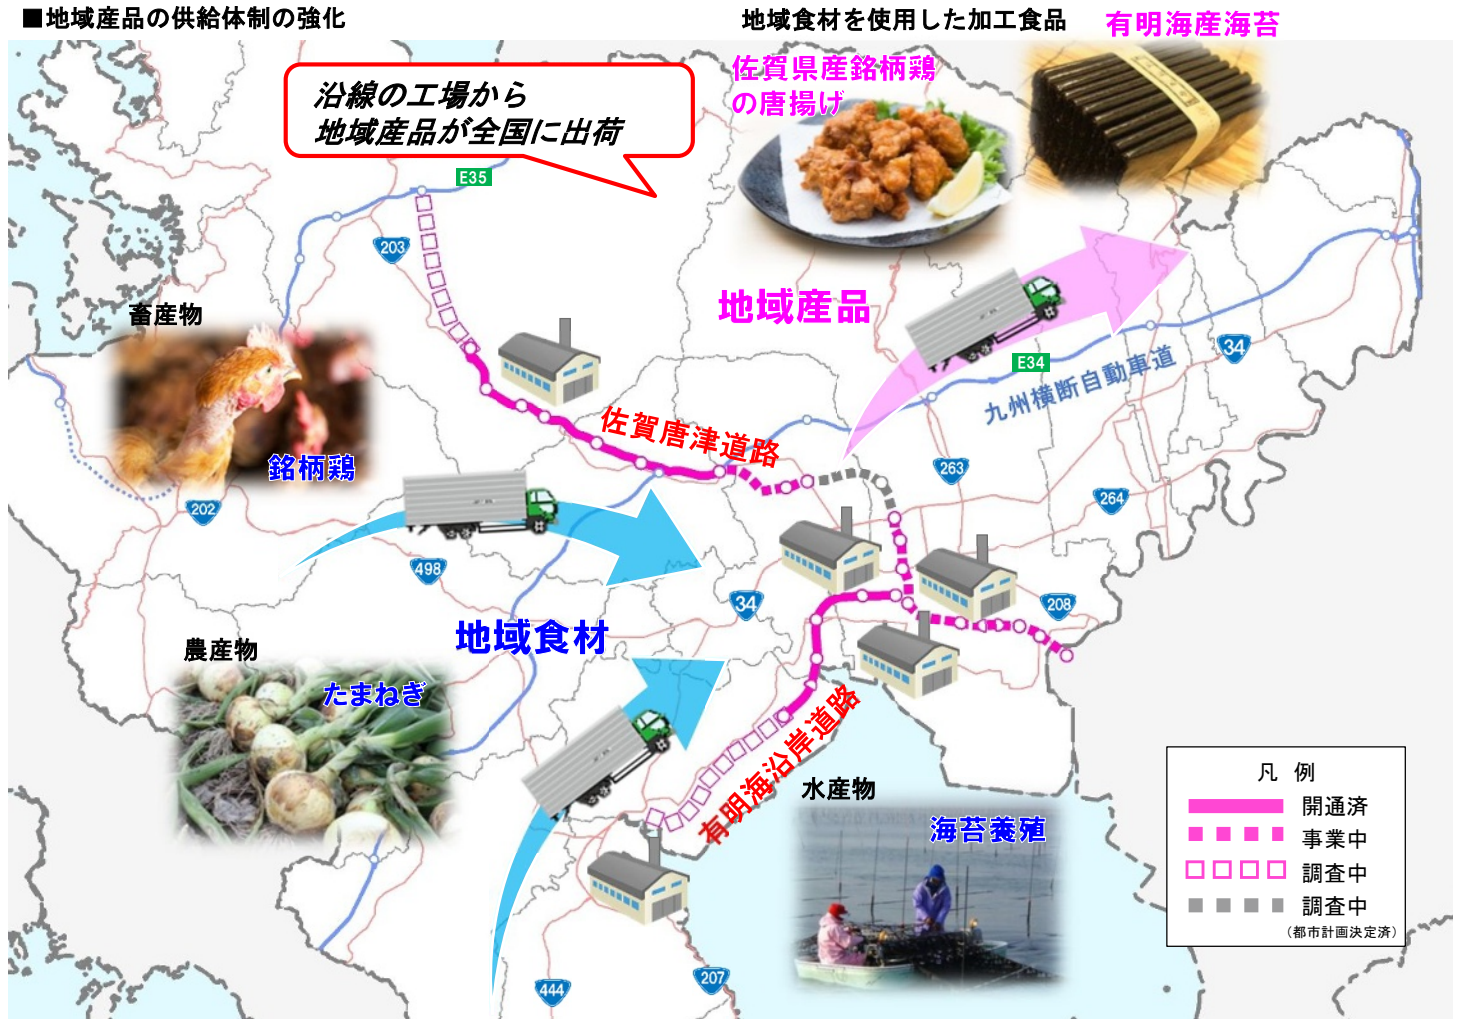 ■地域産品の供給体制の強化
地域食材を使用した加工食品
有明海産海苔
佐賀県産銘柄鶏
の唐揚げ
沿線の工場から
地域産品が全国に出荷
E35
203
畜産物
地域産品
E34
34
九州横断自動車道
佐賀唐津道路
銘柄鶏
202
263
264
498
34
208
地域食材
農産物
たまねぎ
有明海沿岸道路
水産物
海苔養殖
444
207
凡 例
開通済
事業中
調査中
調査中
(都市計画決定済)